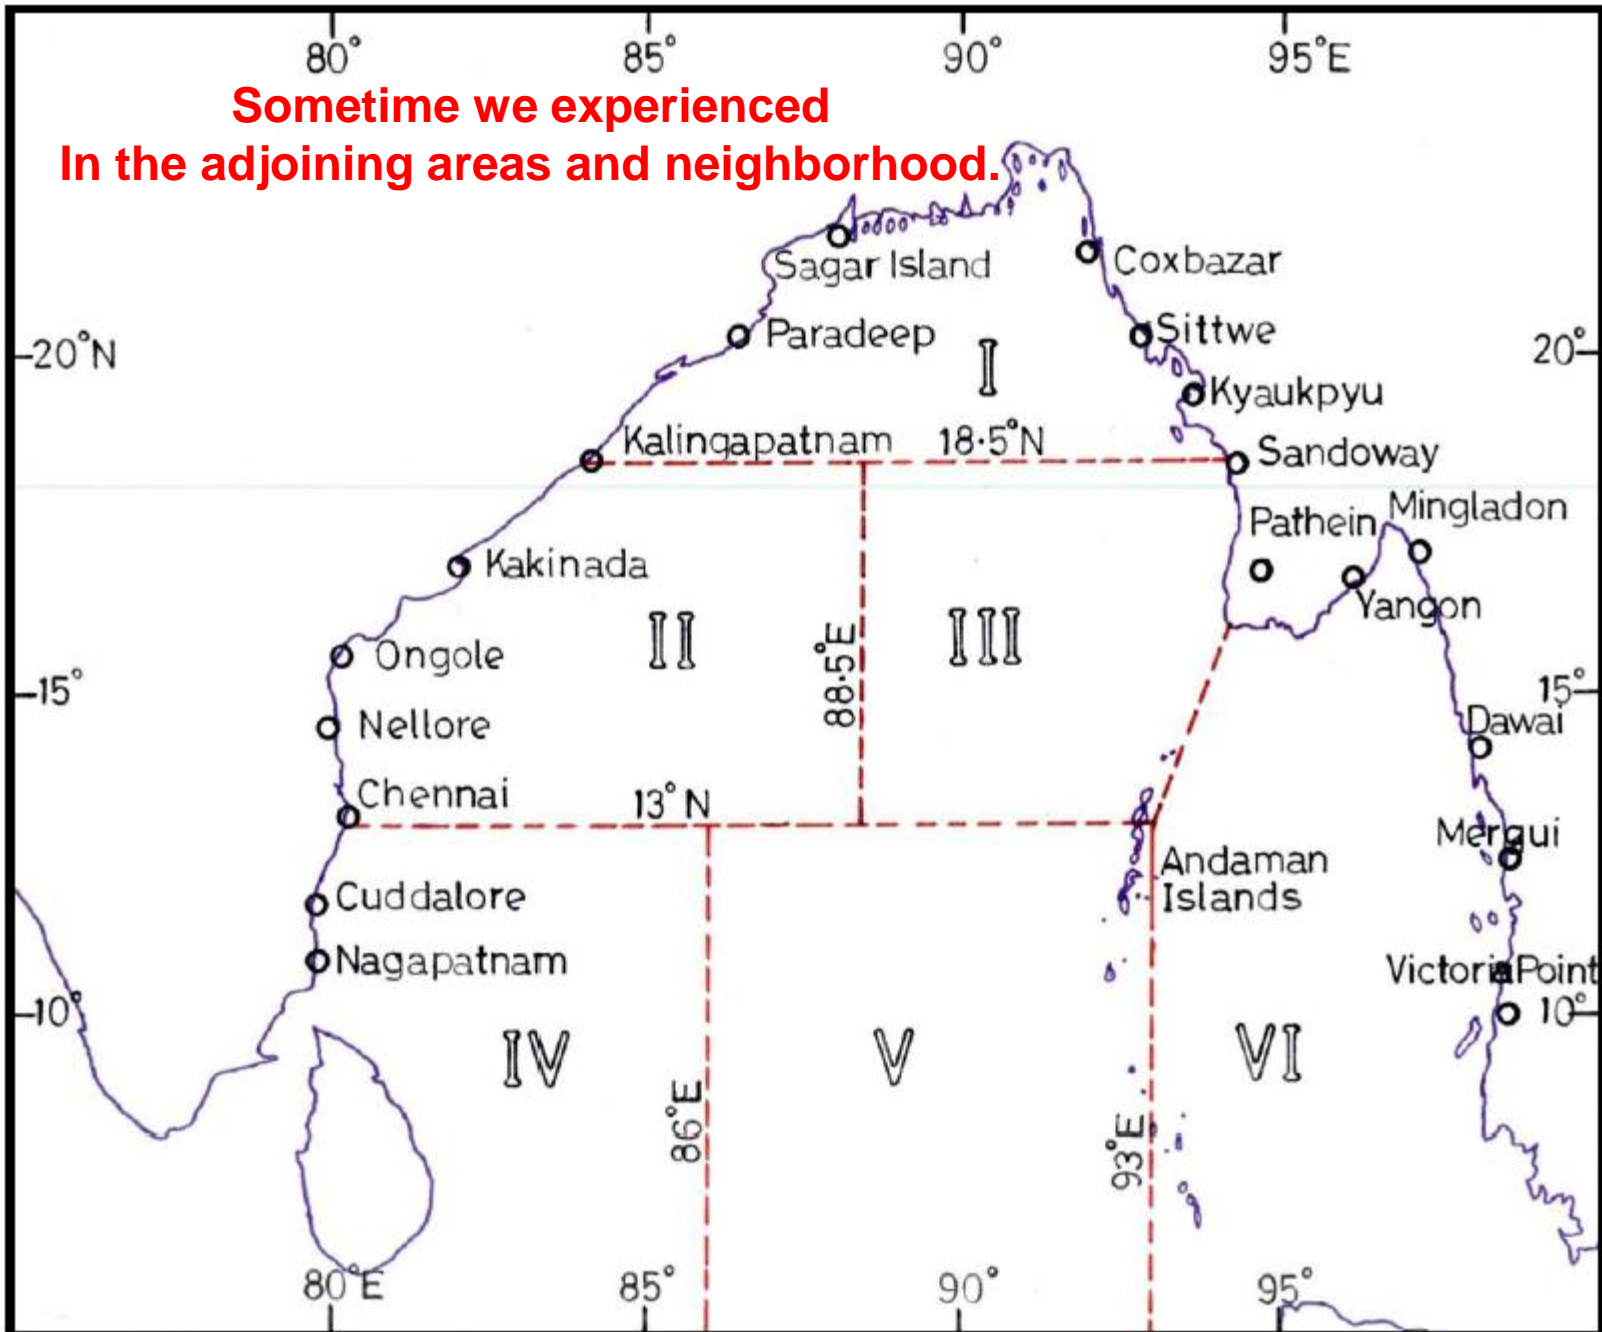 80° 85° 90° 95°E
Sometime we experienced
In the adjoining areas and neighborhood.
Sagar Island
Coxbazar
Paradeep
Sittwe
20°N
I
20°
Kyaukpyu
Kalingapatnam 18.5°N
Sandoway
Mingladon
Pathein
Kakinada
Yangon
II
III
88.5°E
Ongole
15°
15°
Nellore
Dawai
Chennai
13°N
Mergui
Andaman
Islands
Cuddalore
Nagapatnam
Victoria Point
10°
10°
IV
V
VI
86°E
93°E
80°E 85° 90° 95°